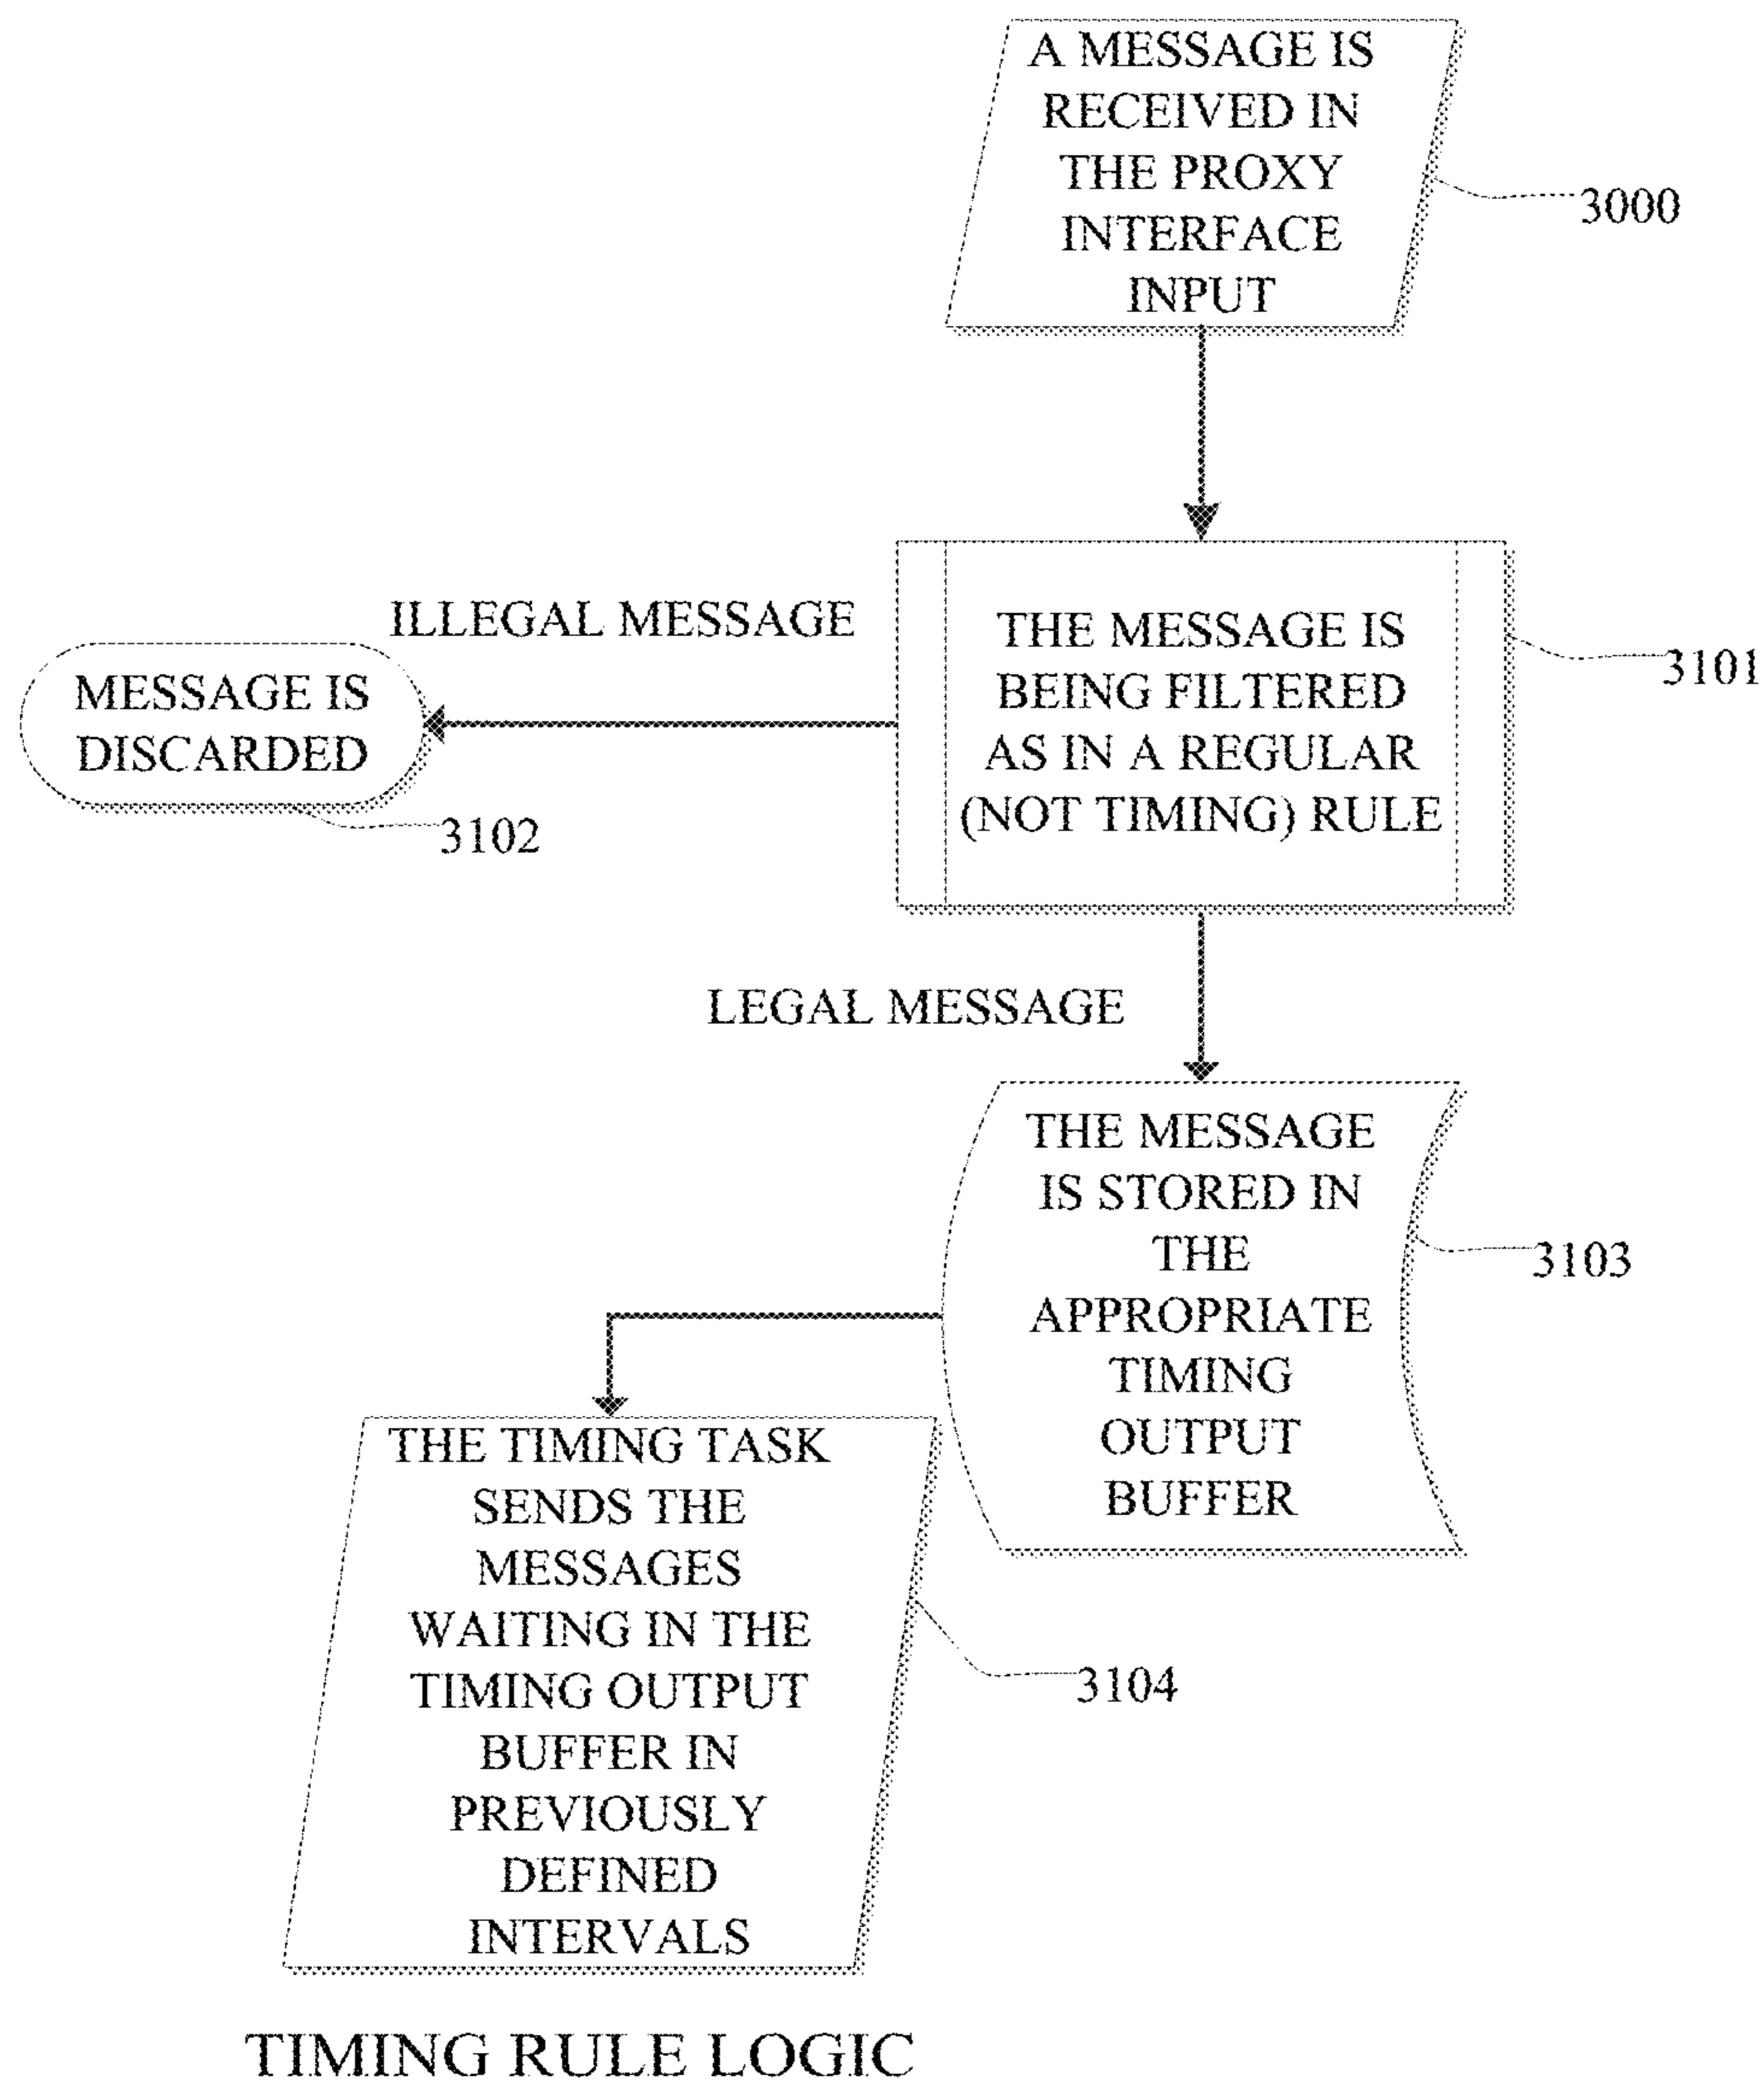 A MESSAGE IS
RECEIVED IN
THE PROXY
INTERFACE
INPUT
3000
ILLEGAL MESSAGE
THE MESSAGE IS
BEING FILTERED
AS IN A REGULAR
(NOT TIMING) RULE
3101
MESSAGE IS
DISCARDED
3102
LEGAL MESSAGE
THE MESSAGE
IS STORED IN
THE
APPROPRIATE
TIMING
OUTPUT
BUFFER
3103
THE TIMING TASK
SENDS THE
MESSAGES
WAITING IN THE
TIMING OUTPUT
BUFFER IN
PREVIOUSLY
DEFINED
INTERVALS
3104
TIMING RULE LOGIC